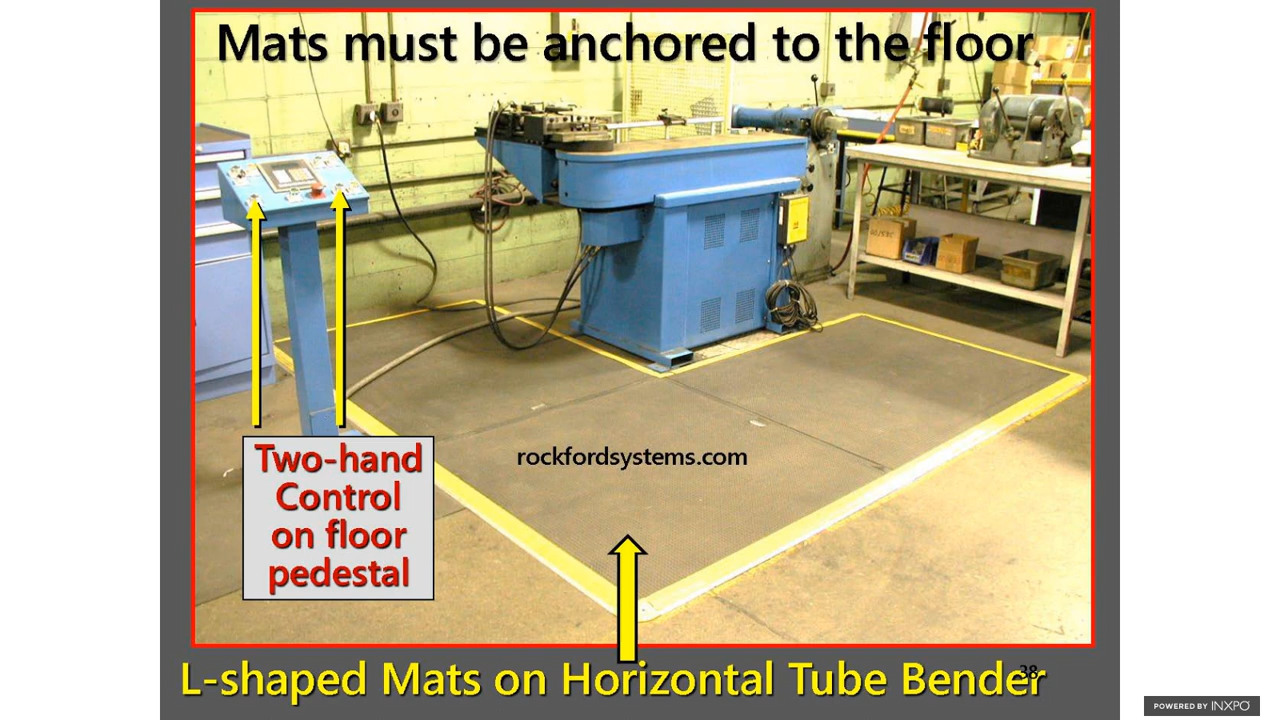 Mats must be anchored to the floor
rockfordsystems.com
Two-hand
Control
on floor
pedestal
L-shaped Mats on Horizontal Tube Bender
38
POWERED BY INXPO